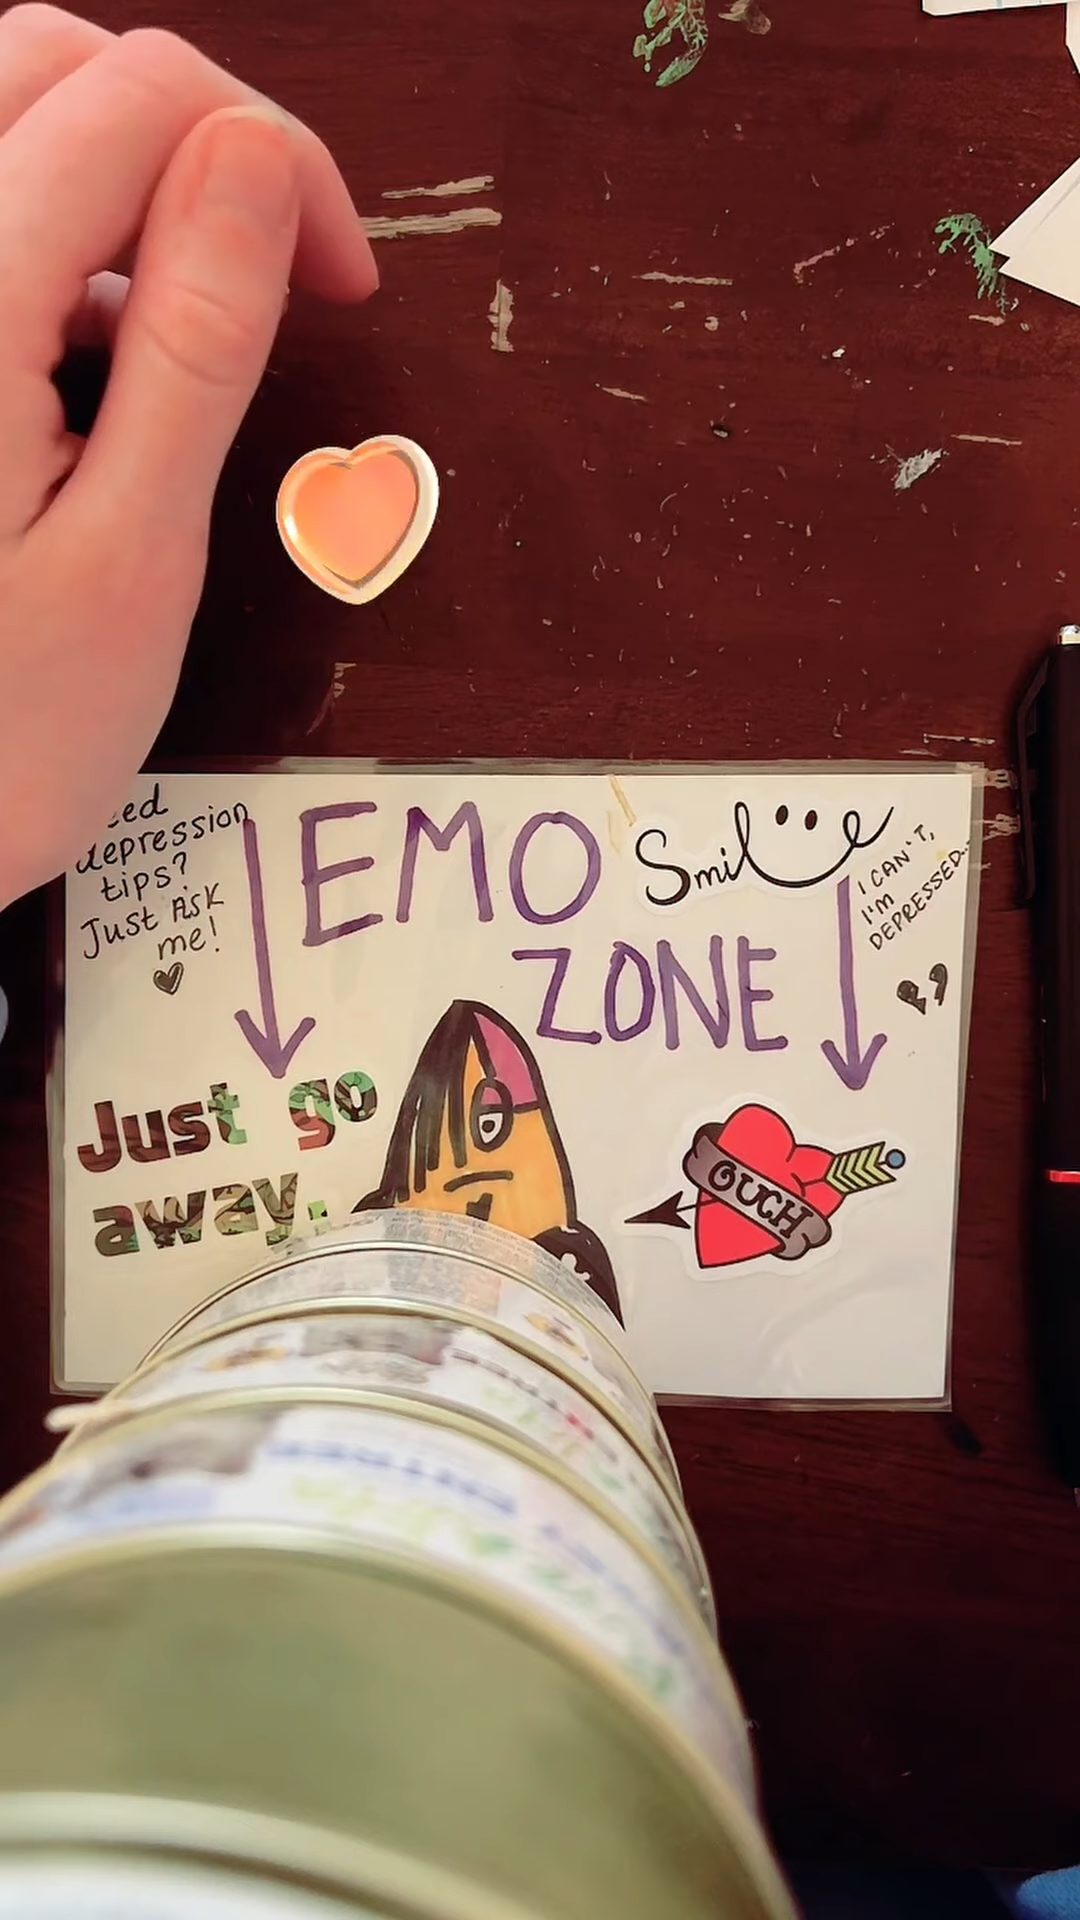 depression
tips?
Just Ask
me!
EMO
ZONE
Smile
I CAN'T,
I'M
DEPRESSED...
Just go
away.
OUCH